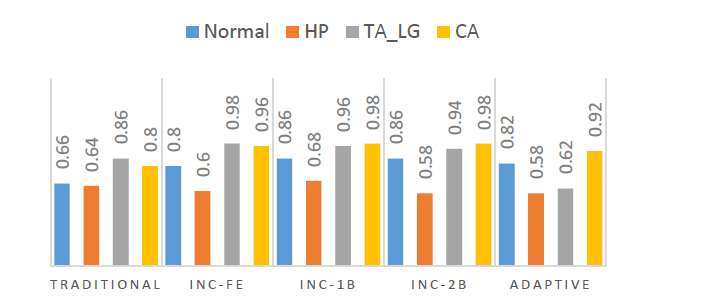 Normal HP TA_LG CA
0.66 0.64 0.86 0.8 0.8 0.6 0.98 0.96 0.86 0.68 0.96 0.98 0.86 0.58 0.94 0.98 0.82 0.58 0.62 0.92
TRADITIONAL INC-FE INC-1B INC-2B ADAPTIVE